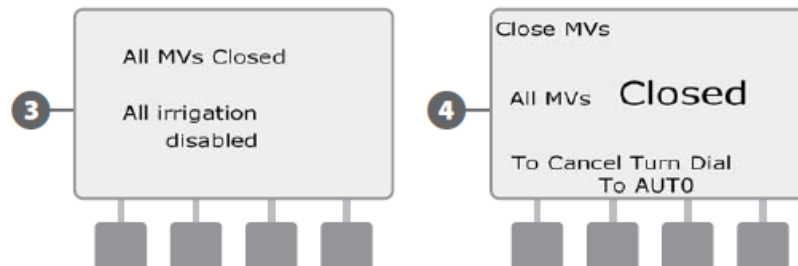 3
All MVs Closed
All irrigation
disabled
4
Close MVs
All MVs Closed
To Cancel Turn Dial
To AUTO